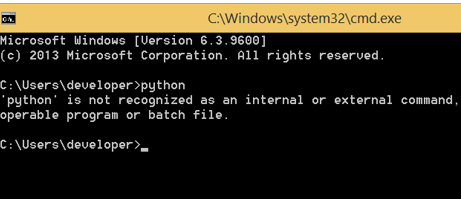 C:\Windows\system32\cmd.exe
Microsoft Windows [Version 6.3.9600]
(c) 2013 Microsoft Corporation. All rights reserved.
C:\Users\developer>python
'python' is not recognized as an internal or external command,
operable program or batch file.
C:\Users\developer>_